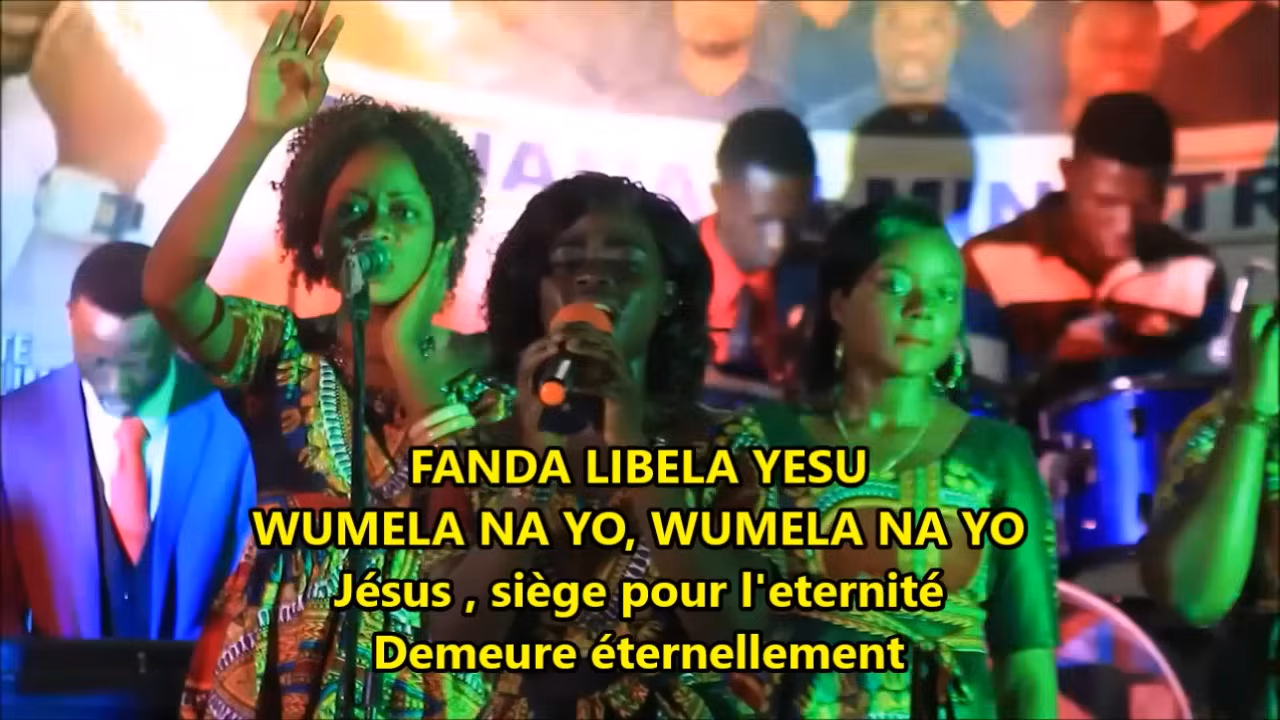 FANDA LIBELA YESU
WUMELA NA YO, WUMELA NA YO
Jésus , siège pour l'eternité
Demeure éternellement